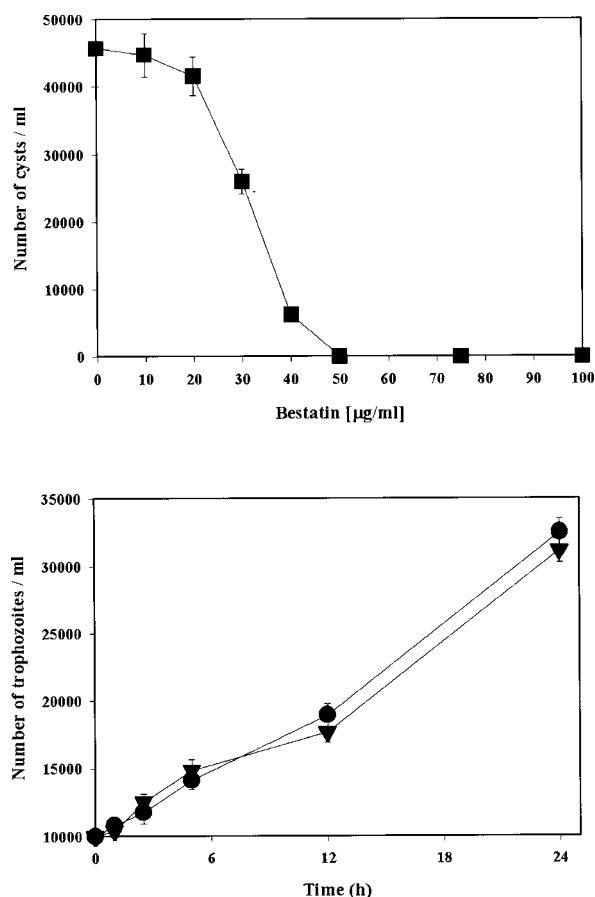 50000
40000
30000
20000
10000
0
Number of cysts / ml
0 10 20 30 40 50 60 70 80 90 100
Bestatin [µg/ml]
35000
30000
25000
20000
15000
10000
Number of trophozoites / ml
0 6 12 18 24
Time (h)